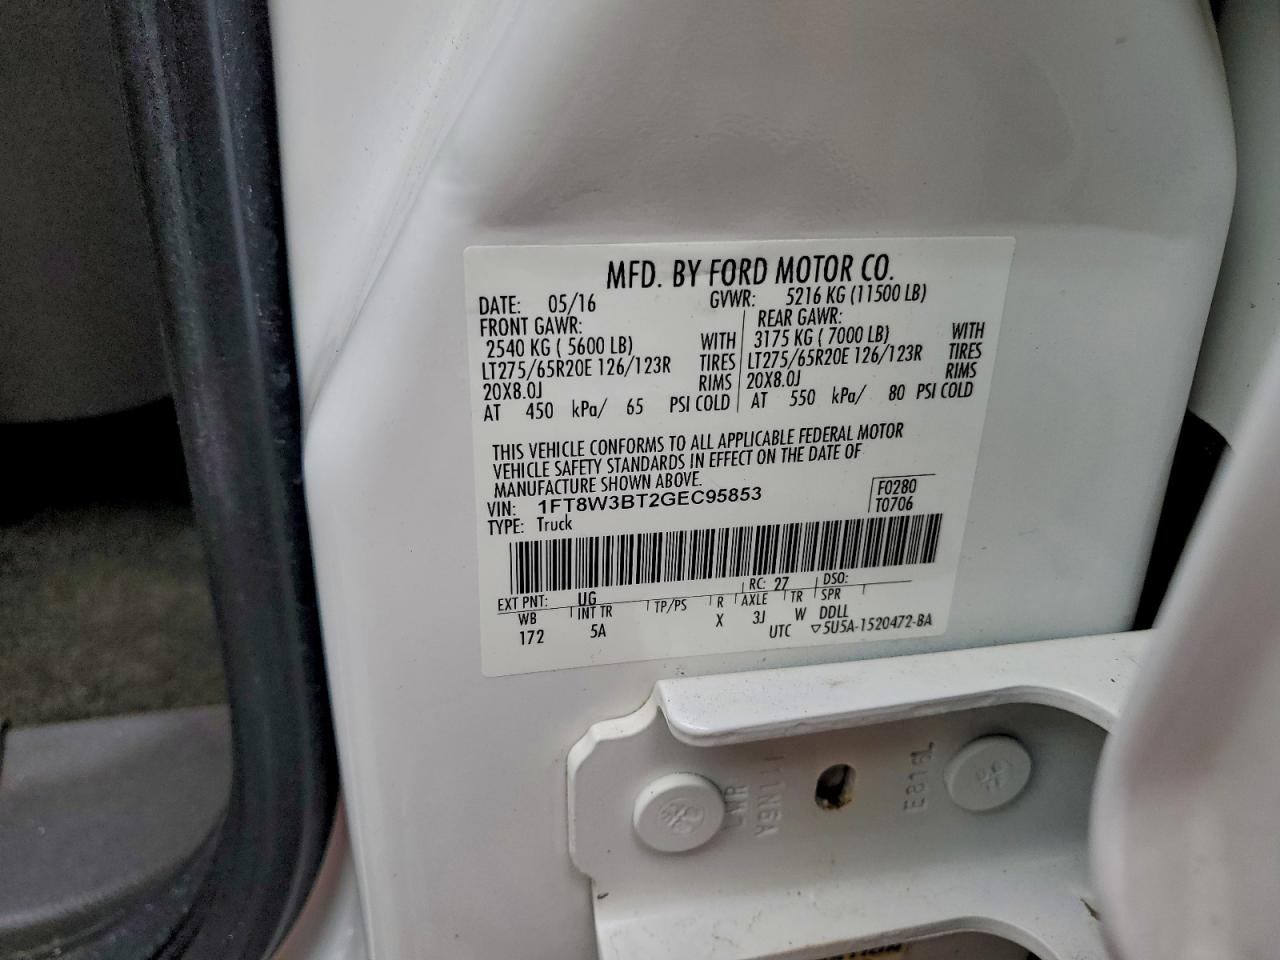 MFD. BY FORD MOTOR CO.
DATE: 05/16 GVWR: 5216 KG (11500 LB)
FRONT GAWR: REAR GAWR:
2540 KG ( 5600 LB) WITH 3175 KG ( 7000 LB) WITH
LT275/65R20E 126/123R TIRES LT275/65R20E 126/123R TIRES
20X8.0J RIMS 20X8.0J RIMS
AT 450 kPa/ 65 PSI COLD AT 550 kPa/ 80 PSI COLD
THIS VEHICLE CONFORMS TO ALL APPLICABLE FEDERAL MOTOR
VEHICLE SAFETY STANDARDS IN EFFECT ON THE DATE OF
MANUFACTURE SHOWN ABOVE.
VIN: 1FT8W3BT2GEC95853 F0280
TYPE: Truck T0706
EXT PNT: UG RC: 27 DSO:
WB INT TR TP/PS R AXLE TR SPR
172 5A X 3J W DDLL
UTC ▽5U5A-1520472-BA
E816L